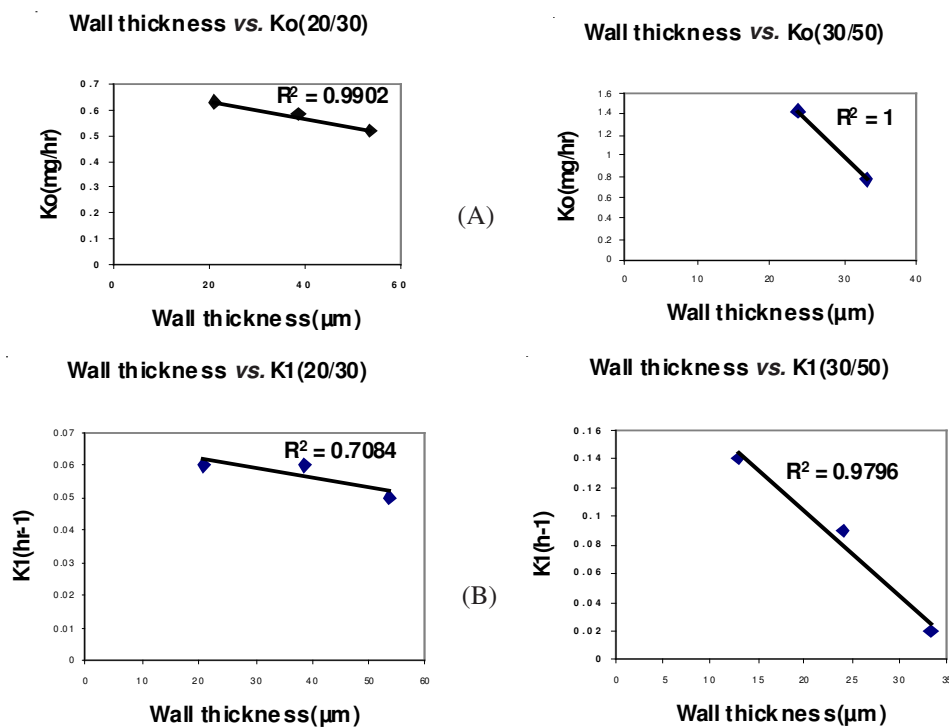 Wall thickness vs. Ko(20/30)
R² = 0.9902
Ko(mg/hr)
0.7
0.6
0.5
0.4
0.3
0.2
0.1
0
0 20 40 60
Wall thickness(µm)
Wall thickness vs. Ko(30/50)
R² = 1
Ko(mg/hr)
1.6
1.4
1.2
1
0.8
0.6
0.4
0.2
0
0 10 20 30 40
Wall thickness(µm)
(A)
Wall thickness vs. K1(20/30)
R² = 0.7084
K1(hr-1)
0.07
0.06
0.05
0.04
0.03
0.02
0.01
0
0 10 20 30 40 50 60
Wall thickness(µm)
Wall thickness vs. K1(30/50)
R² = 0.9796
K1(h-1)
0.16
0.14
0.12
0.1
0.08
0.06
0.04
0.02
0
0 5 10 15 20 25 30 35
Wall thickness(µm)
(B)